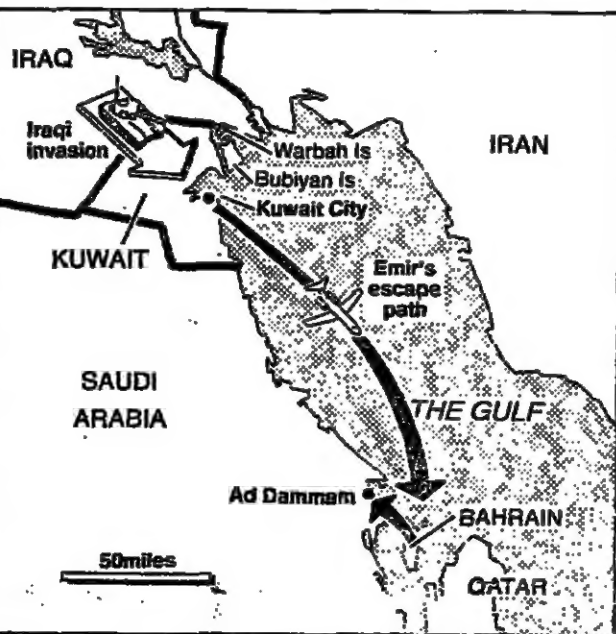 IRAQ
Iraqi
invasion
IRAN
Warbah Is
Bubiyan Is
Kuwait City
KUWAIT
Emir's
escape
path
SAUDI
ARABIA
THE GULF
Ad Dammam
BAHRAIN
50miles
QATAR